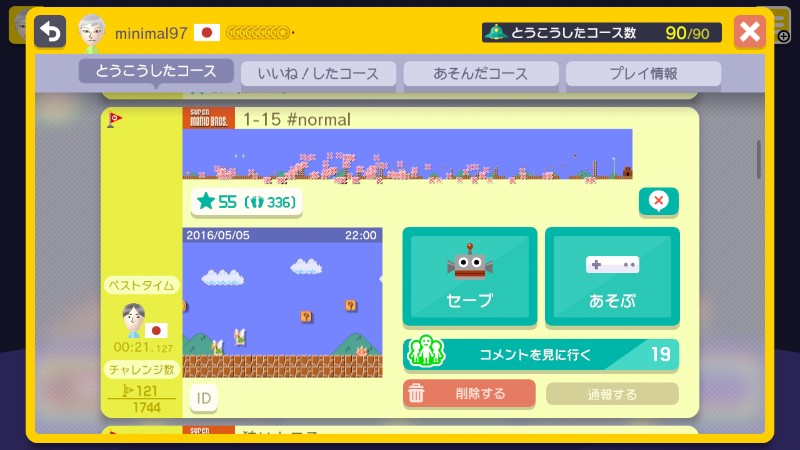 minimal97
とうこうしたコース数 90/90
とうこうしたコース
いいね!したコース
あそんだコース
プレイ情報
SUPER
MARIO BROS.
1-15 #normal
55 ( 336)
2016/05/05 22:00
?
?
セーブ
あそぶ
ベストタイム
00:21.127
チャレンジ数
121
1744
コメントを見に行く 19
ID
削除する
通報する
SUPER